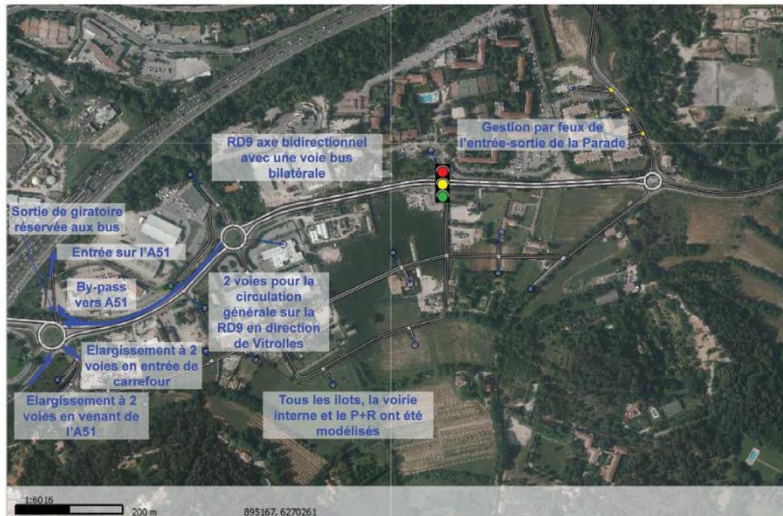 RD9 axe bidirectionnel
avec une voie bus
bilatérale
Gestion par feux de
l'entrée-sortie de la Parade
Sortie de giratoire
réservée aux bus
Entrée sur l'A51
By-pass
vers A51
2 voies pour la
circulation
générale sur la
RD9 en direction
de Vitrolles
Elargissement à 2
voies en entrée de
carrefour
Elargissement à 2
voies en venant de
l'A51
Tous les ilots, la voirie
interne et le P+R ont été
modélisés
1:6016
200 m
895167, 6270261